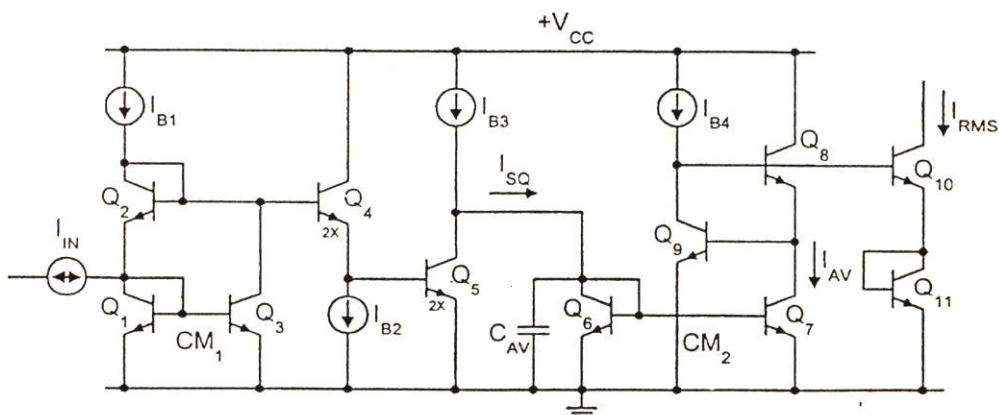 +V_CC
I_B1
I_B3
I_B4
I_RMS
Q_8
I_SQ
Q_10
Q_2
Q_4
2X
Q_9
I_IN
I_AV
Q_5
2X
Q_11
Q_1
Q_3
I_B2
Q_6
Q_7
C_AV
CM_1
CM_2